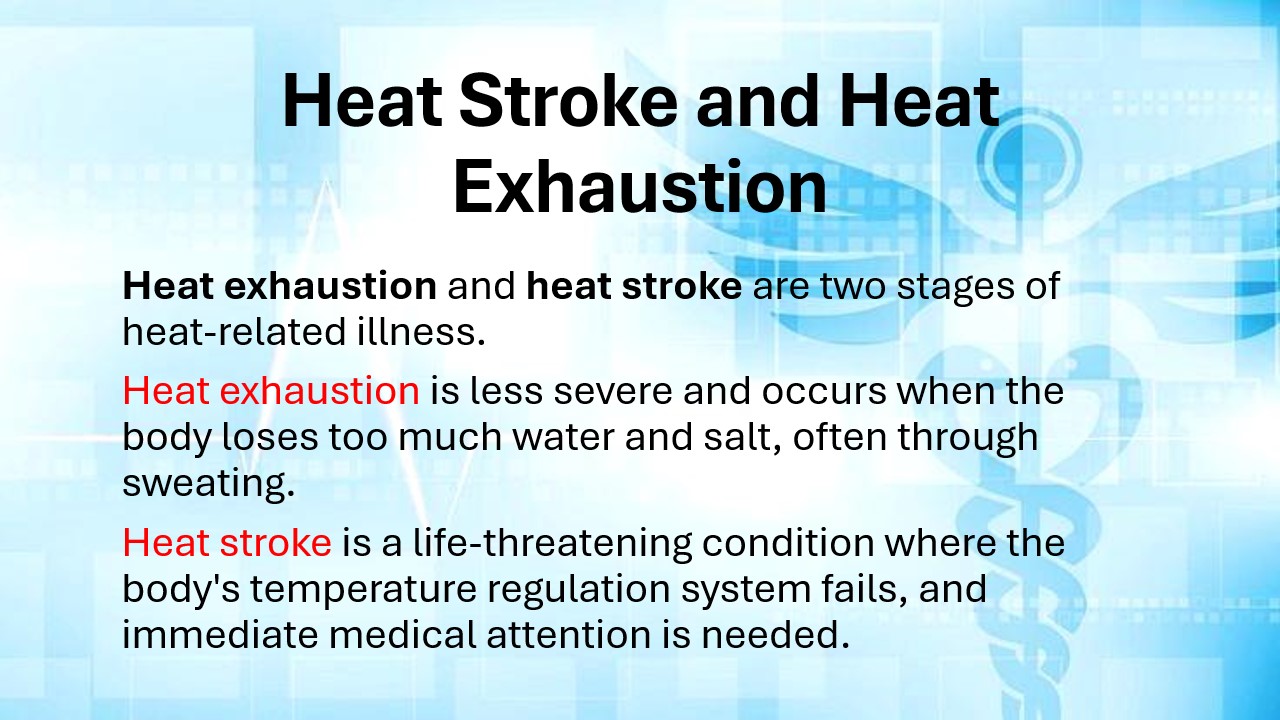 Heat Stroke and Heat
Exhaustion
Heat exhaustion and heat stroke are two stages of
heat-related illness.
Heat exhaustion is less severe and occurs when the
body loses too much water and salt, often through
sweating.
Heat stroke is a life-threatening condition where the
body's temperature regulation system fails, and
immediate medical attention is needed.